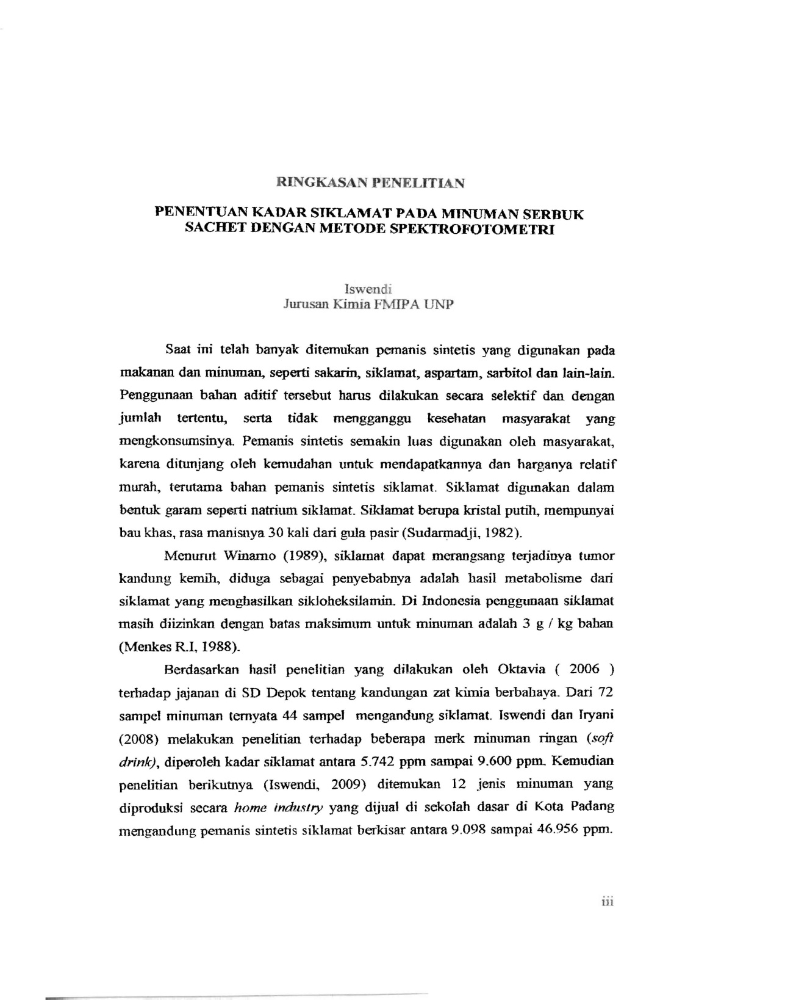 RINGKASAN PENELITIAN
PENENTUAN KADAR SIKLAMAT PADA MINUMAN SERBUK
SACHET DENGAN METODE SPEKTROFOTOMETRI
Iswendi
Jurusan Kimia FMIPA UNP
Saat ini telah banyak ditemukan pemanis sintetis yang digunakan pada
makanan dan minuman, seperti sakarin, siklamat, aspartam, sarbitol dan lain-lain.
Penggunaan bahan aditif tersebut harus dilakukan secara selektif dan dengan
jumlah tertentu, serta tidak mengganggu kesehatan masyarakat yang
mengkonsumsinya. Pemanis sintetis semakin luas digunakan oleh masyarakat,
karena ditunjang oleh kemudahan untuk mendapatkannya dan harganya relatif
murah, terutama bahan pemanis sintetis siklamat. Siklamat digunakan dalam
bentuk garam seperti natrium siklamat. Siklamat berupa kristal putih, mempunyai
bau khas, rasa manisnya 30 kali dari gula pasir (Sudarmadji, 1982).
Menurut Winarno (1989), siklamat dapat merangsang terjadinya tumor
kandung kemih, diduga sebagai penyebabnya adalah hasil metabolisme dari
siklamat yang menghasilkan sikloheksilamin. Di Indonesia penggunaan siklamat
masih diizinkan dengan batas maksimum untuk minuman adalah 3 g / kg bahan
(Menkes R.I, 1988).
Berdasarkan hasil penelitian yang dilakukan oleh Oktavia ( 2006 )
terhadap jajanan di SD Depok tentang kandungan zat kimia berbahaya. Dari 72
sampel minuman ternyata 44 sampel mengandung siklamat. Iswendi dan Iryani
(2008) melakukan penelitian terhadap beberapa merk minuman ringan (soft
drink), diperoleh kadar siklamat antara 5.742 ppm sampai 9.600 ppm. Kemudian
penelitian berikutnya (Iswendi, 2009) ditemukan 12 jenis minuman yang
diproduksi secara home industry yang dijual di sekolah dasar di Kota Padang
mengandung pemanis sintetis siklamat berkisar antara 9.098 sampai 46.956 ppm.
iii